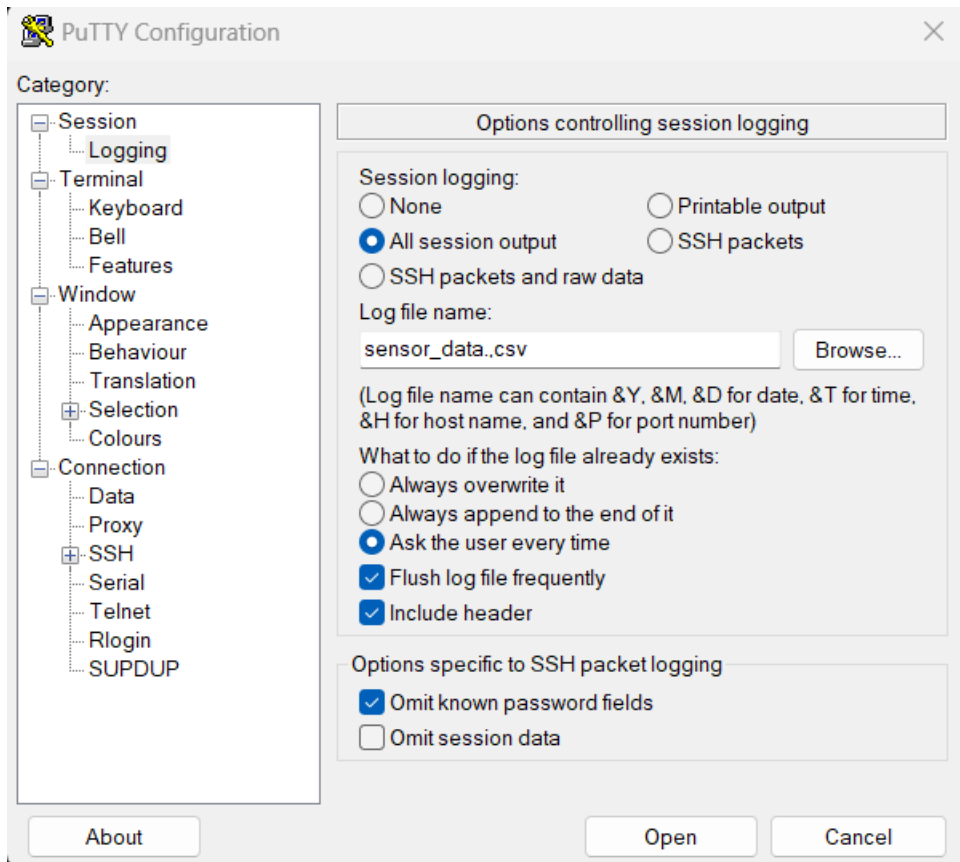 PuTTY Configuration
Category:
Session
Logging
Terminal
Keyboard
Bell
Features
Window
Appearance
Behaviour
Translation
Selection
Colours
Connection
Data
Proxy
SSH
Serial
Telnet
Rlogin
SUPDUP
Options controlling session logging
Session logging:
None
Printable output
All session output
SSH packets
SSH packets and raw data
Log file name:
sensor_data.,csv
Browse...
(Log file name can contain &Y, &M, &D for date, &T for time,
&H for host name, and &P for port number)
What to do if the log file already exists:
Always overwrite it
Always append to the end of it
Ask the user every time
Flush log file frequently
Include header
Options specific to SSH packet logging
Omit known password fields
Omit session data
About
Open
Cancel